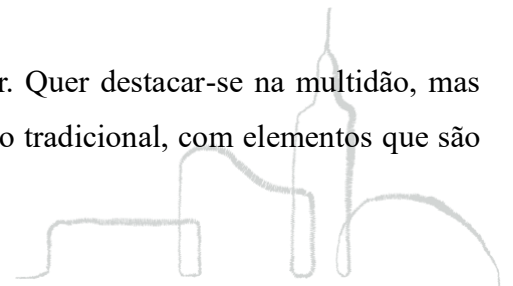 r. Quer destacar-se na multidão, mas
o tradicional, com elementos que são